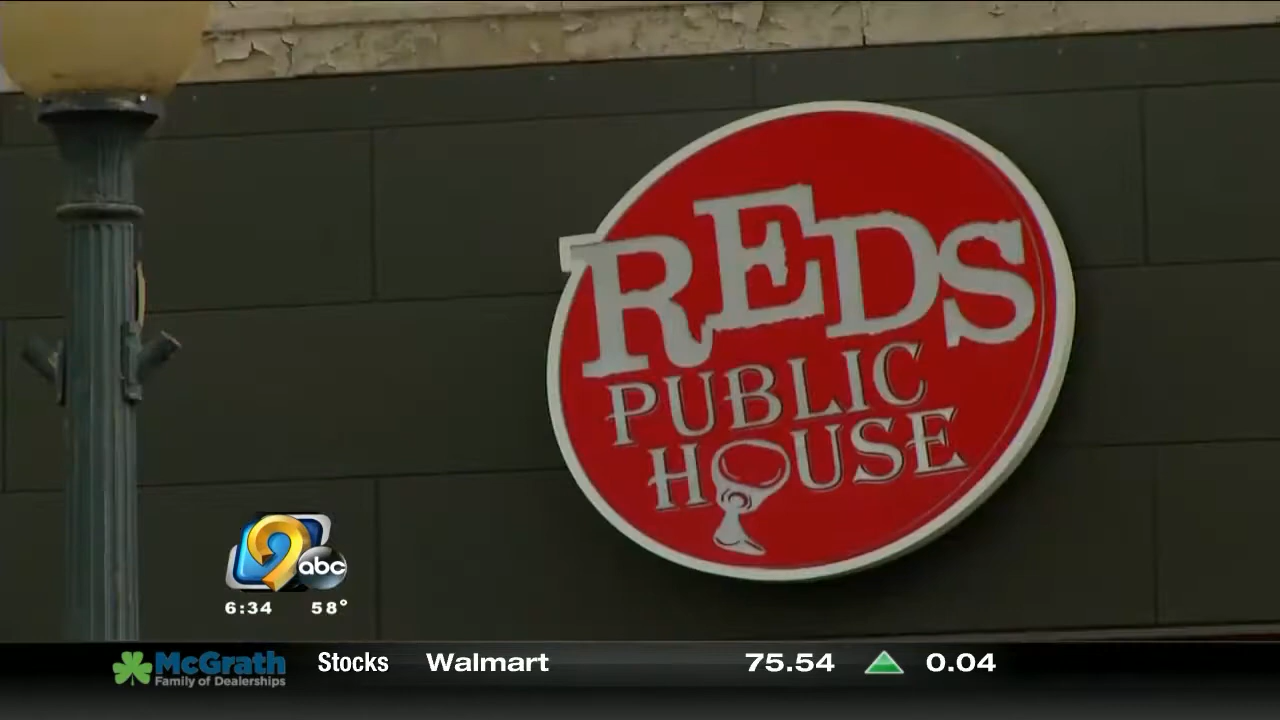 REDS
PUBLIC
HOUSE
9 abc
6:34 58°
McGrath
Family of Dealerships
Stocks Walmart 75.54 0.04